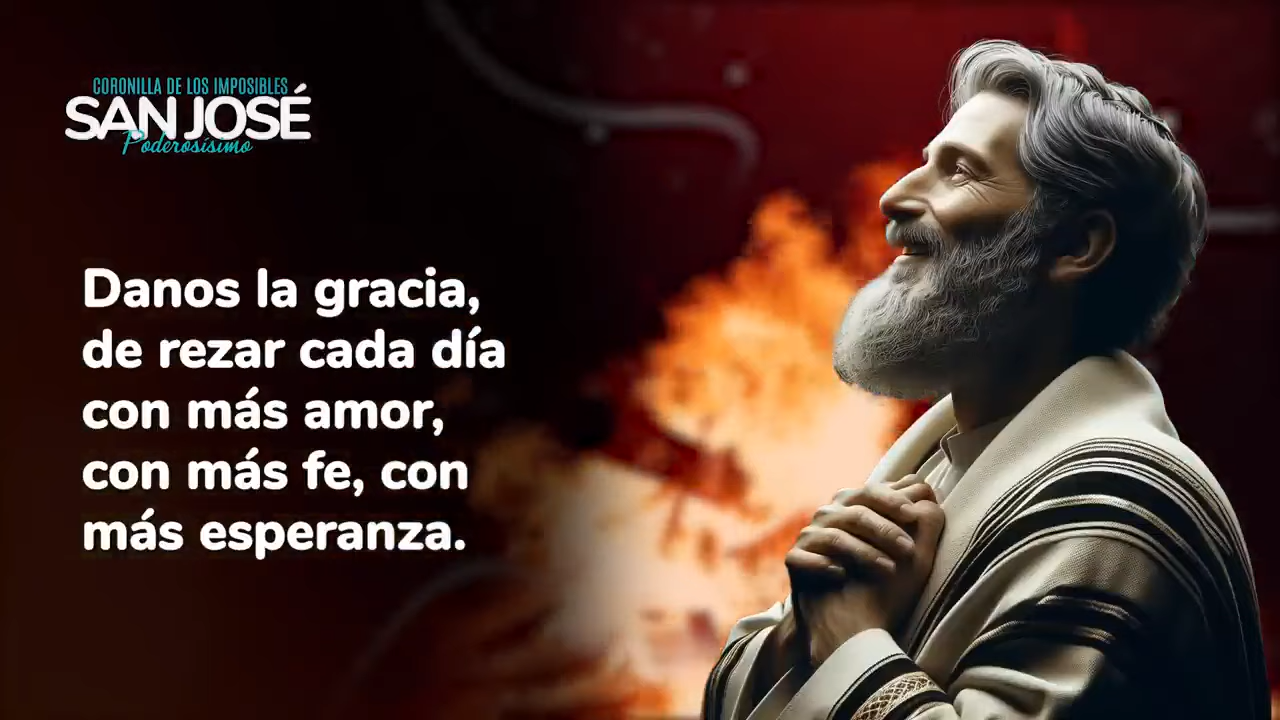 CORONILLA DE LOS IMPOSIBLES
SAN JOSÉ
Poderosísimo
Danos la gracia,
de rezar cada día
con más amor,
con más fe, con
más esperanza.